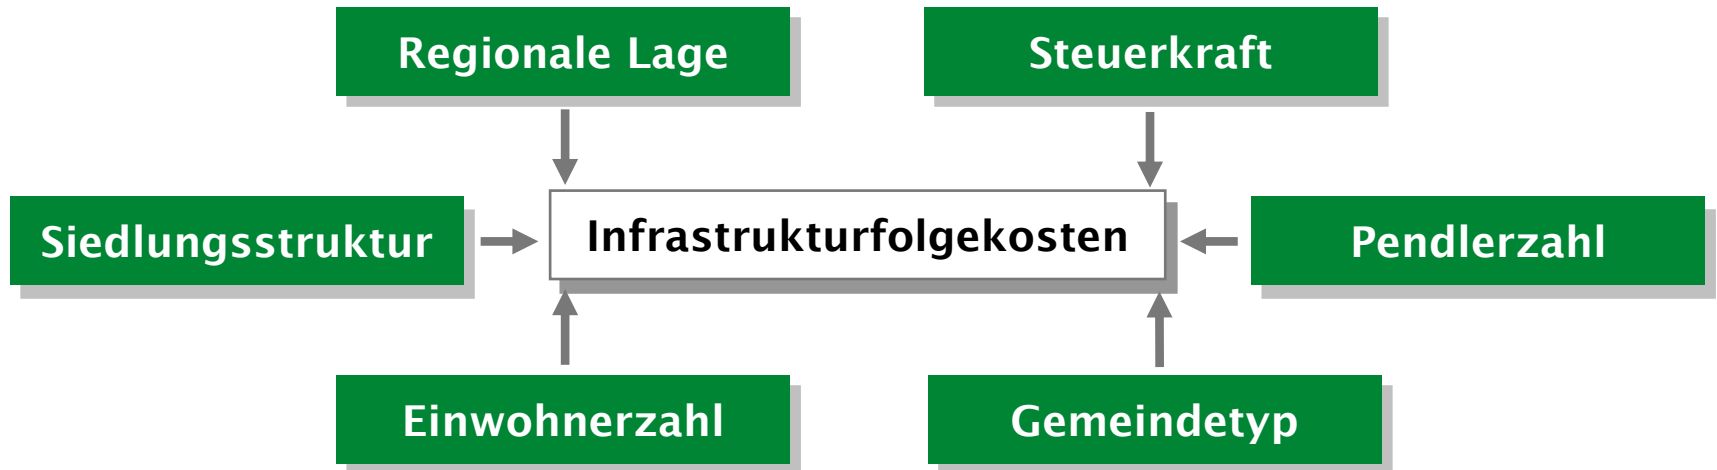 Regionale Lage
Steuerkraft
Siedlungsstruktur
Infrastrukturfolgekosten
Pendlerzahl
Einwohnerzahl
Gemeindetyp